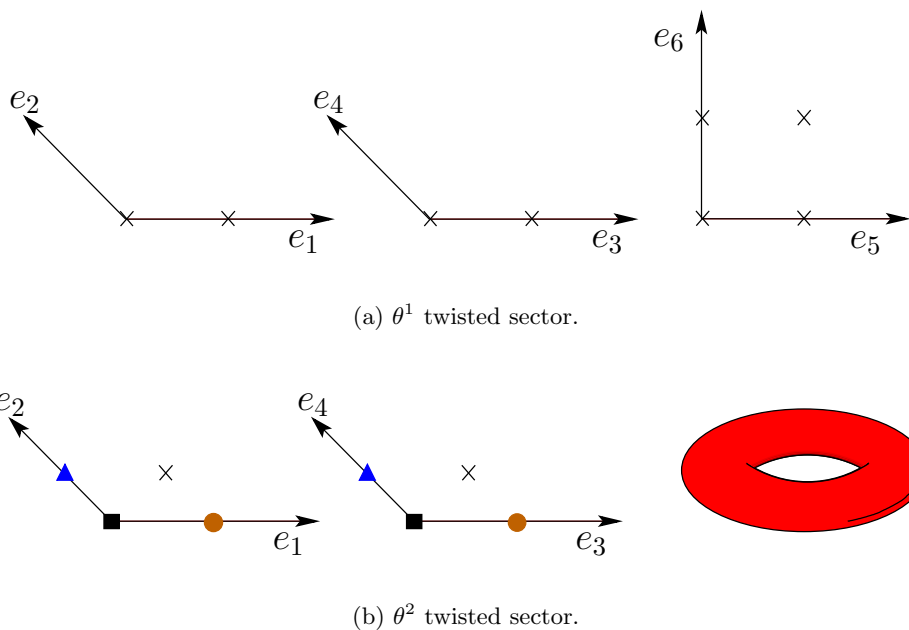 e₂ e₄ e₆
e₁ e₃ e₅
(a) θ¹ twisted sector.
e₂ e₄
e₁ e₃
(b) θ² twisted sector.